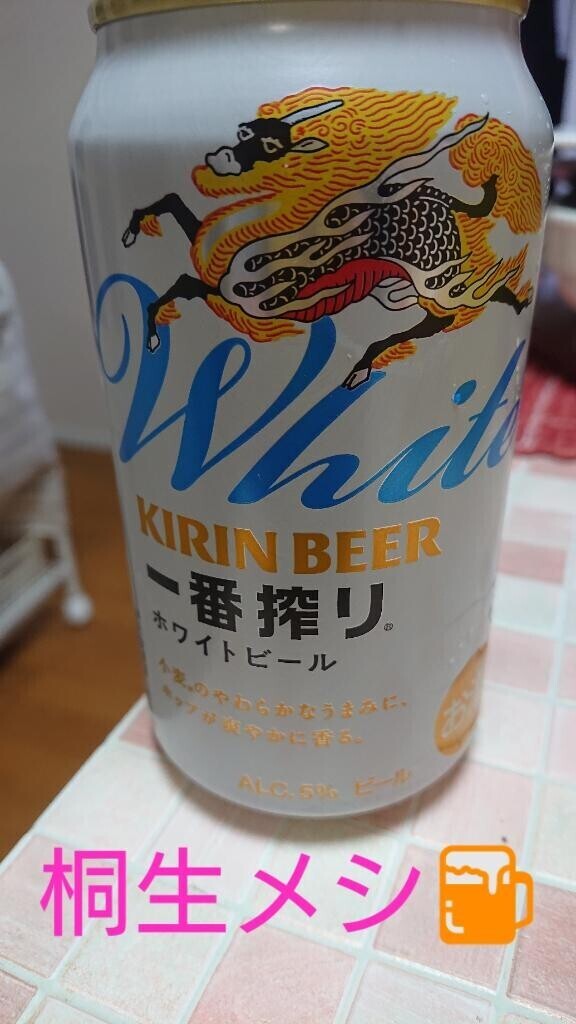 White
KIRIN BEER
一番搾り®
ホワイトビール
小麦※のやわらかなうまみに、
ホップが爽やかに香る。
ALC.5% ビール
桐生メシ🍺